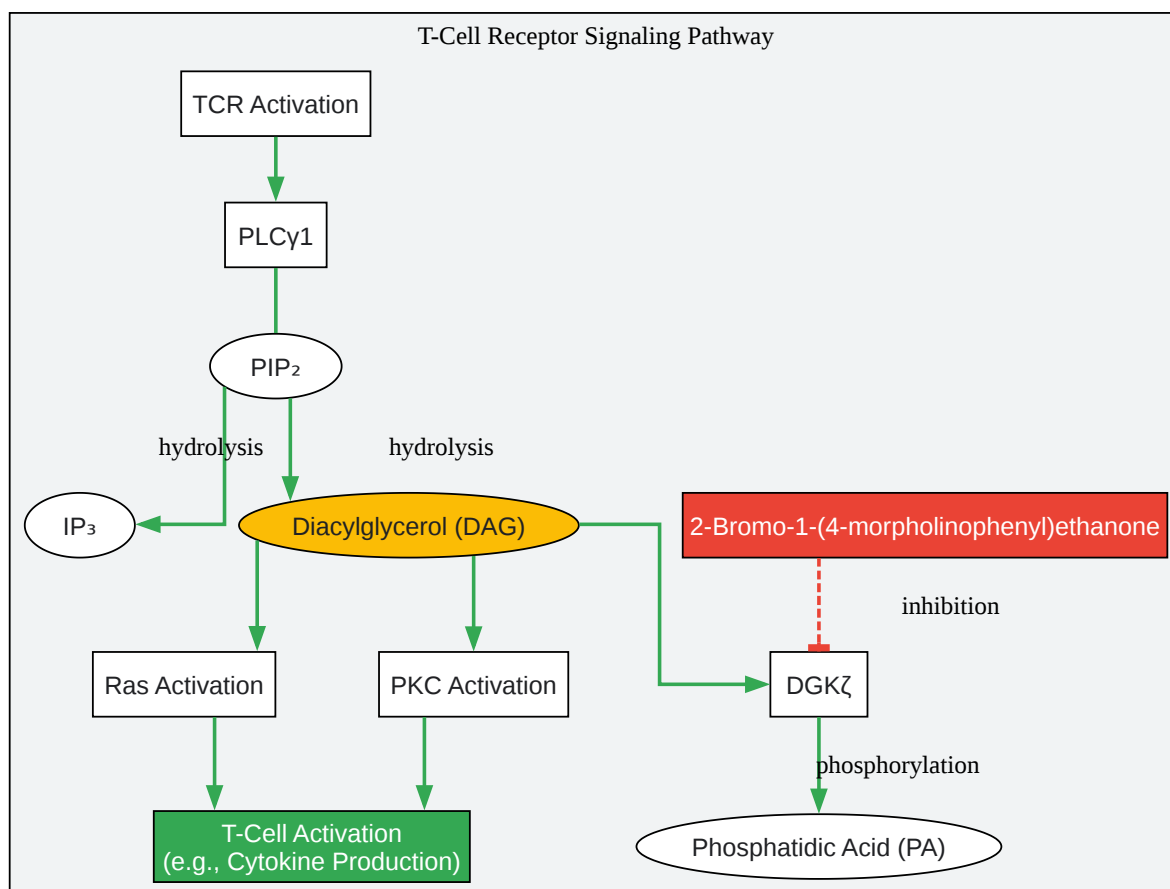 T-Cell Receptor Signaling Pathway
TCR Activation
PLCγ1
PIP₂
hydrolysis
hydrolysis
IP₃
Diacylglycerol (DAG)
2-Bromo-1-(4-morpholinophenyl)ethanone
inhibition
Ras Activation
PKC Activation
DGKζ
phosphorylation
T-Cell Activation
(e.g., Cytokine Production)
Phosphatidic Acid (PA)